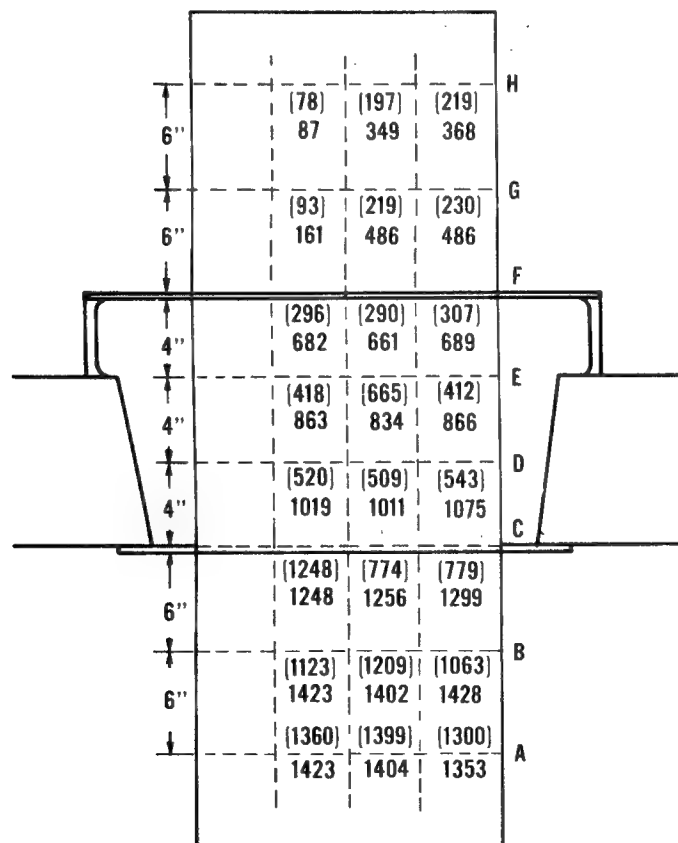 H
(78) (197) (219)
6" 87 349 368
G
(93) (219) (230)
6" 161 486 486
F
(296) (290) (307)
4" 682 661 689
E
(418) (665) (412)
4" 863 834 866
D
(520) (509) (543)
4" 1019 1011 1075
C
(1248) (774) (779)
6" 1248 1256 1299
B
(1123) (1209) (1063)
6" 1423 1402 1428
(1360) (1399) (1300)
A
1423 1404 1353